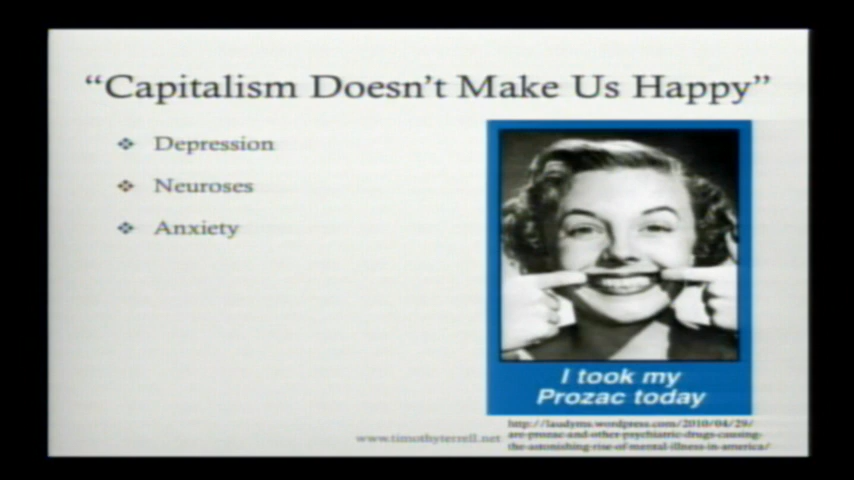 “Capitalism Doesn’t Make Us Happy”
Depression
Neuroses
Anxiety
I took my
Prozac today
www.timothyterrell.net
http://laudyms.wordpress.com/2010/04/29/
are-prozac-and-other-psychiatric-drugs-causing-
the-astonishing-rise-of-mental-illness-in-america/